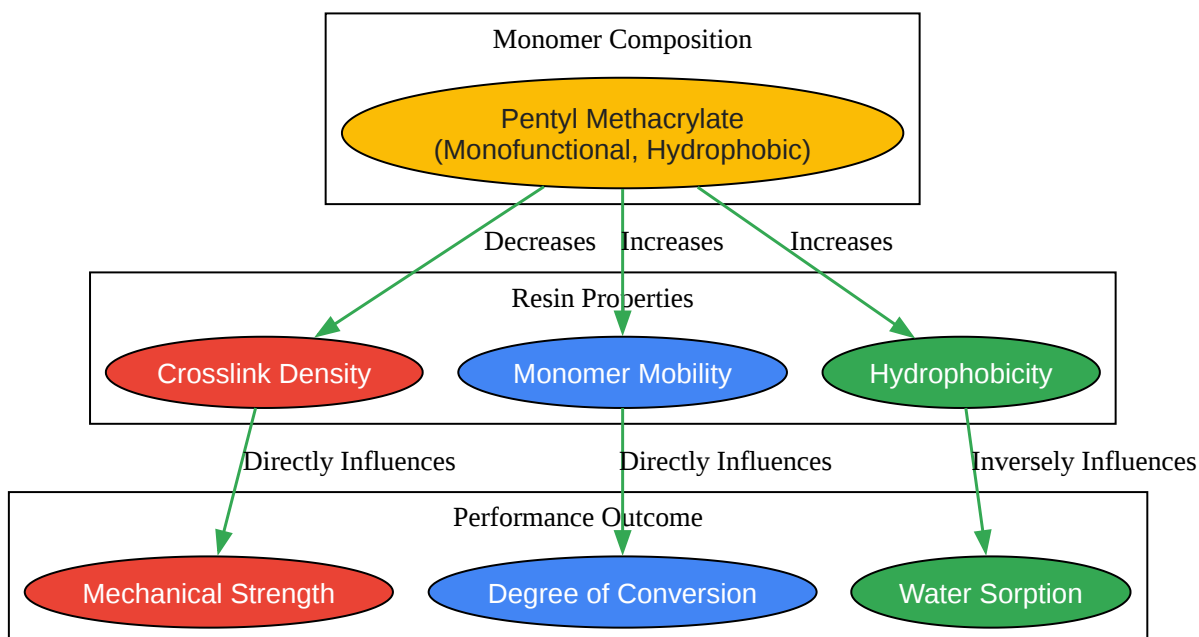 Monomer Composition
Pentyl Methacrylate
(Monofunctional, Hydrophobic)
Decreases
Increases
Increases
Resin Properties
Crosslink Density
Monomer Mobility
Hydrophobicity
Directly Influences
Directly Influences
Inversely Influences
Performance Outcome
Mechanical Strength
Degree of Conversion
Water Sorption